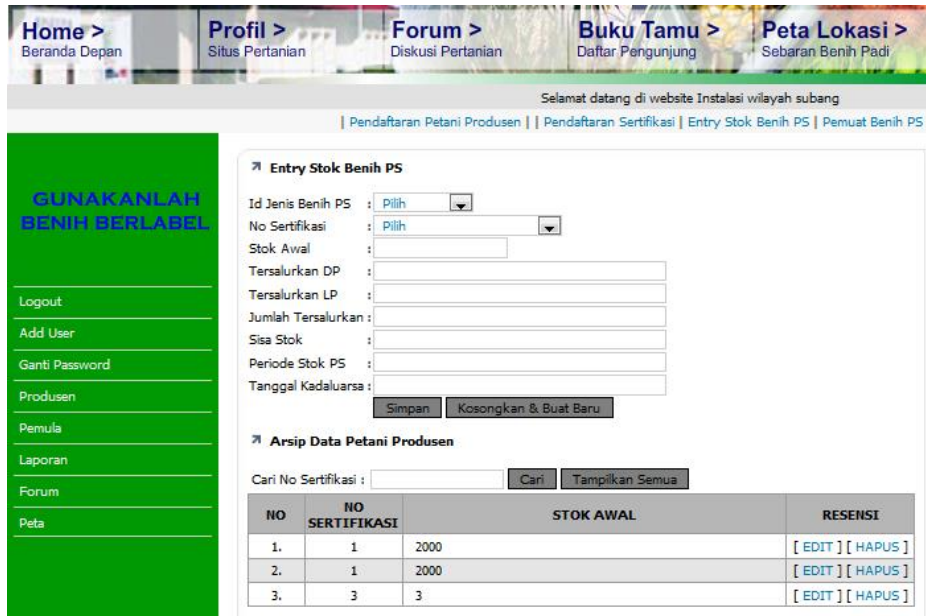 Home > Profil > Forum > Buku Tamu > Peta Lokasi >
Beranda Depan Situs Pertanian Diskusi Pertanian Daftar Pengunjung Sebaran Benih Padi
Selamat datang di website Instalasi wilayah subang
| Pendaftaran Petani Produsen | | Pendaftaran Sertifikasi | Entry Stok Benih PS | Pemuat Benih PS
GUNAKANLAH
BENIH BERLABEL
Logout
Add User
Ganti Password
Produsen
Pemula
Laporan
Forum
Peta
Entry Stok Benih PS
Id Jenis Benih PS : Pilih
No Sertifikasi : Pilih
Stok Awal :
Tersalurkan DP :
Tersalurkan LP :
Jumlah Tersalurkan :
Sisa Stok :
Periode Stok PS :
Tanggal Kadaluarsa :
Simpan Kosongkan & Buat Baru
Arsip Data Petani Produsen
Cari No Sertifikasi : Cari Tampilkan Semua
NO NO SERTIFIKASI STOK AWAL RESENSI
1. 1 2000 [ EDIT ] [ HAPUS ]
2. 1 2000 [ EDIT ] [ HAPUS ]
3. 3 3 [ EDIT ] [ HAPUS ]